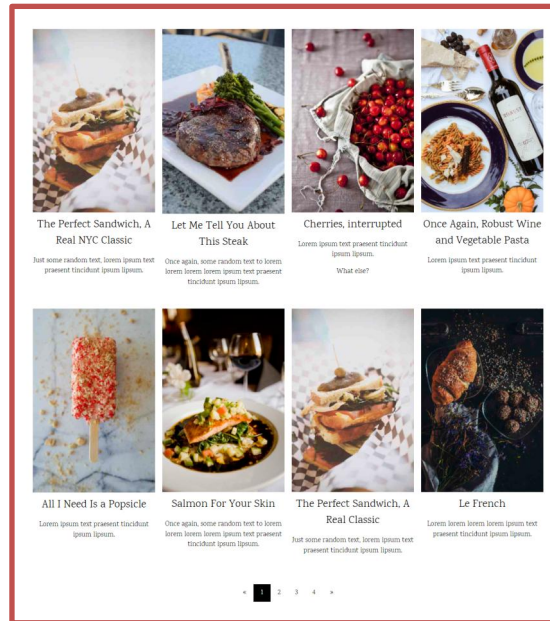 The Perfect Sandwich, A
Real NYC Classic
Just some random text, lorem ipsum text
praesent tincidunt ipsum lipsum.
Let Me Tell You About
This Steak
Once again, some random text to lorem
lorem lorem lorem ipsum text praesent
tincidunt ipsum lipsum.
Cherries, interrupted
Lorem ipsum text praesent tincidunt
ipsum lipsum.
What else?
Once Again, Robust Wine
and Vegetable Pasta
Lorem ipsum text praesent tincidunt
ipsum lipsum.
All I Need Is a Popsicle
Lorem ipsum text praesent tincidunt
ipsum lipsum.
Salmon For Your Skin
Once again, some random text to lorem
lorem lorem lorem ipsum text praesent
tincidunt ipsum lipsum.
The Perfect Sandwich, A
Real Classic
Just some random text, lorem ipsum text
praesent tincidunt ipsum lipsum.
Le French
Lorem lorem lorem lorem ipsum text
praesent tincidunt ipsum lipsum.
« 1 2 3 4 »